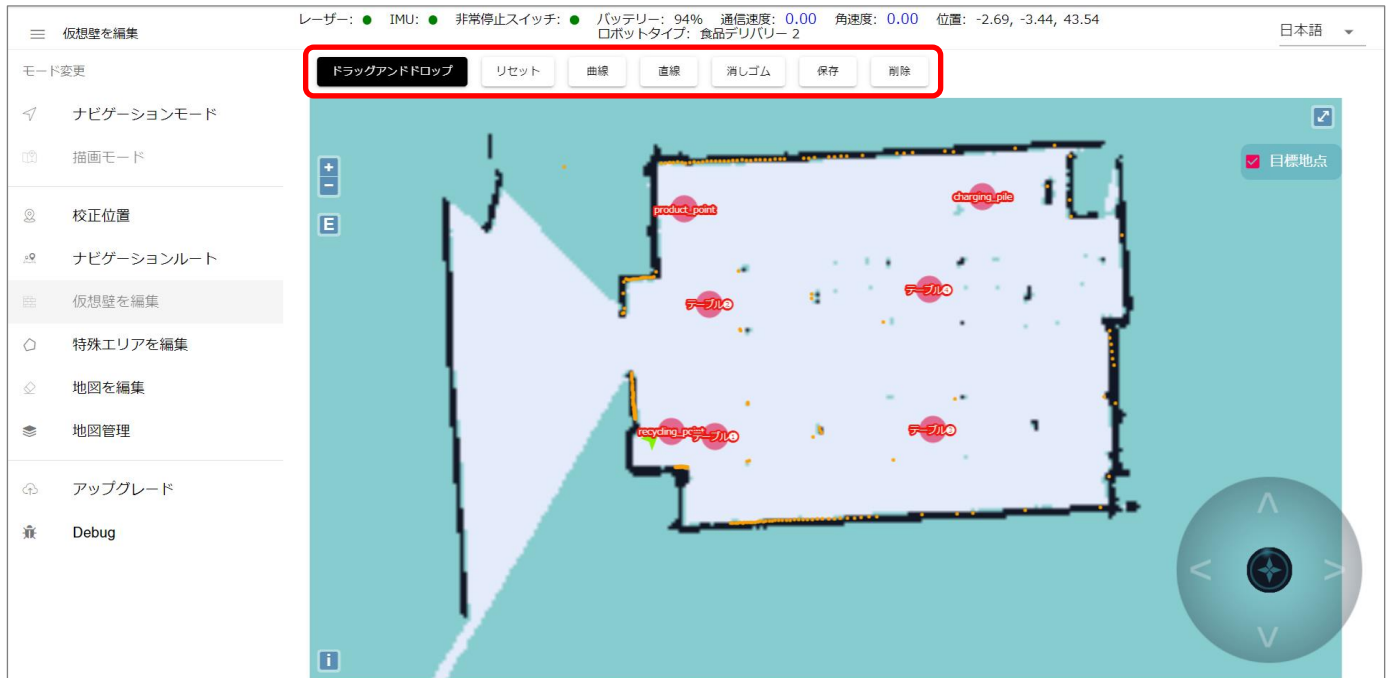 仮想壁を編集
レーザー: ● IMU: ● 非常停止スイッチ: ● バッテリー: 94% 通信速度: 0.00 角速度: 0.00 位置: -2.69, -3.44, 43.54
ロボットタイプ: 食品デリバリー 2
日本語
モード変更
ドラッグアンドドロップ リセット 曲線 直線 消しゴム 保存 削除
ナビゲーションモード
描画モード
校正位置
ナビゲーションルート
仮想壁を編集
特殊エリアを編集
地図を編集
地図管理
アップグレード
Debug
+
−
E
目標地点
product_point
charging_pile
テーブル③
テーブル④
recycling_point
テーブル①
テーブル②
i